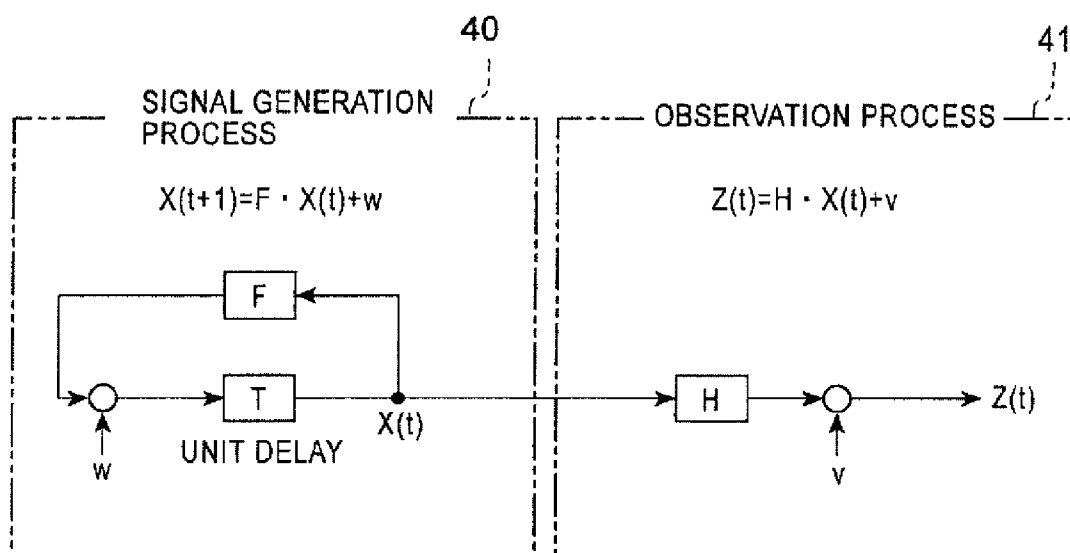 40
41
SIGNAL GENERATION
PROCESS
OBSERVATION PROCESS
X(t+1)=F · X(t)+w
Z(t)=H · X(t)+v
F
T
H
Z(t)
X(t)
UNIT DELAY
w
v